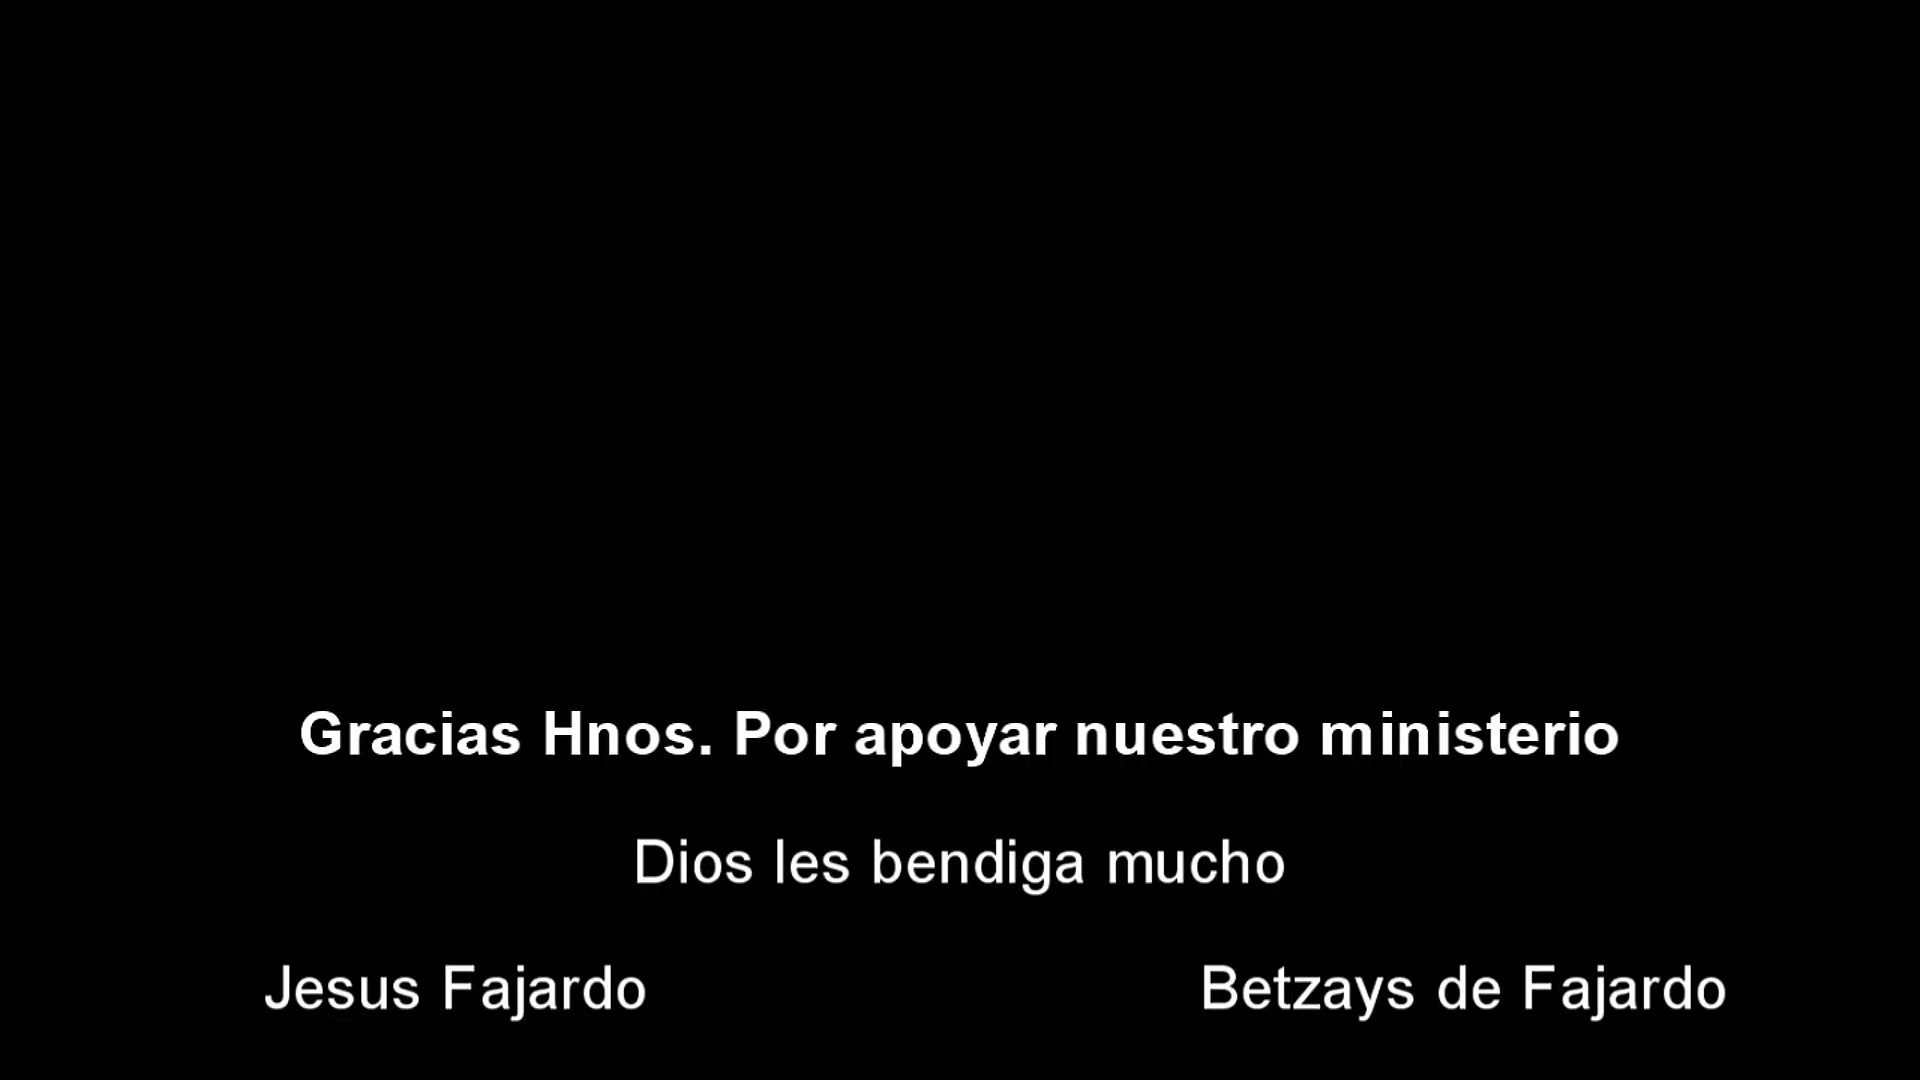 Gracias Hnos. Por apoyar nuestro ministerio
Dios les bendiga mucho
Jesus Fajardo Betzays de Fajardo